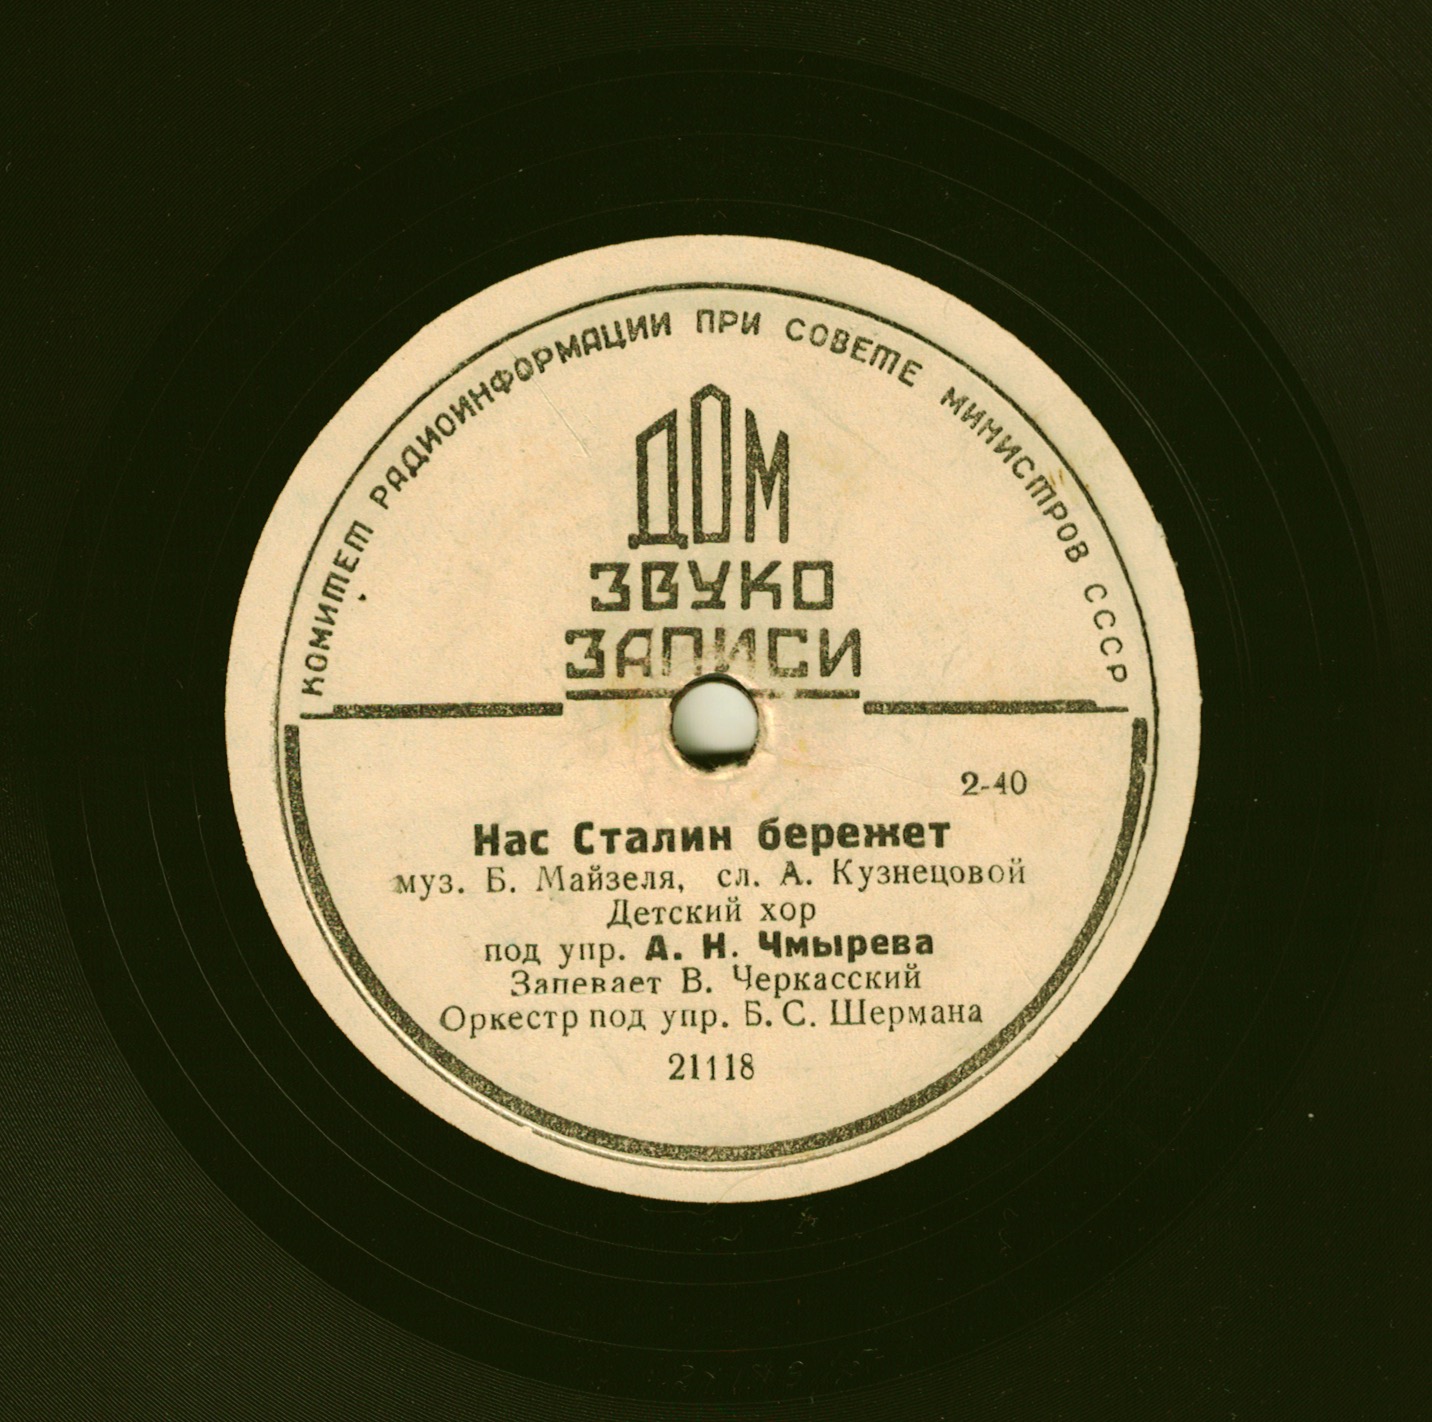 КОМИТЕТ РАДИОИНФОРМАЦИИ ПРИ СОВЕТЕ МИНИСТРОВ СССР
ДОМ
ЗВУКО
ЗАПИСИ
2-40
Нас Сталин бережет
муз. Б. Майзеля, сл. А. Кузнецовой
Детский хор
под упр. А. Н. Чмырева
Запевает В. Черкасский
Оркестр под упр. Б. С. Шермана
21118